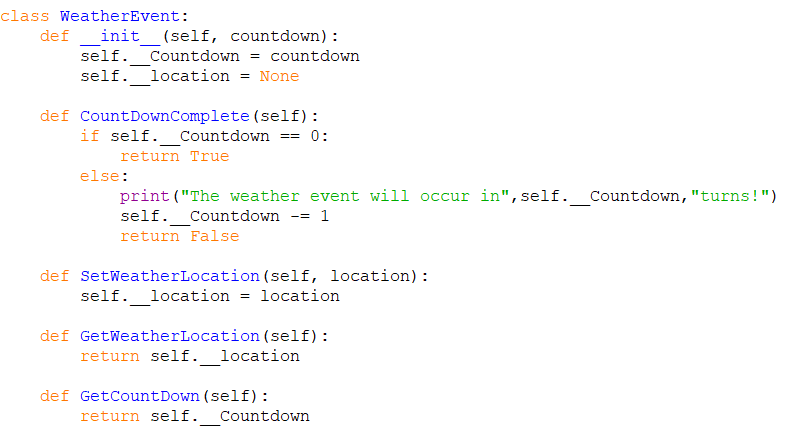 class WeatherEvent:
    def __init__(self, countdown):
        self.__Countdown = countdown
        self.__location = None

    def CountDownComplete(self):
        if self.__Countdown == 0:
            return True
        else:
            print("The weather event will occur in",self.__Countdown,"turns!")
            self.__Countdown -= 1
            return False

    def SetWeatherLocation(self, location):
        self.__location = location

    def GetWeatherLocation(self):
        return self.__location

    def GetCountDown(self):
        return self.__Countdown